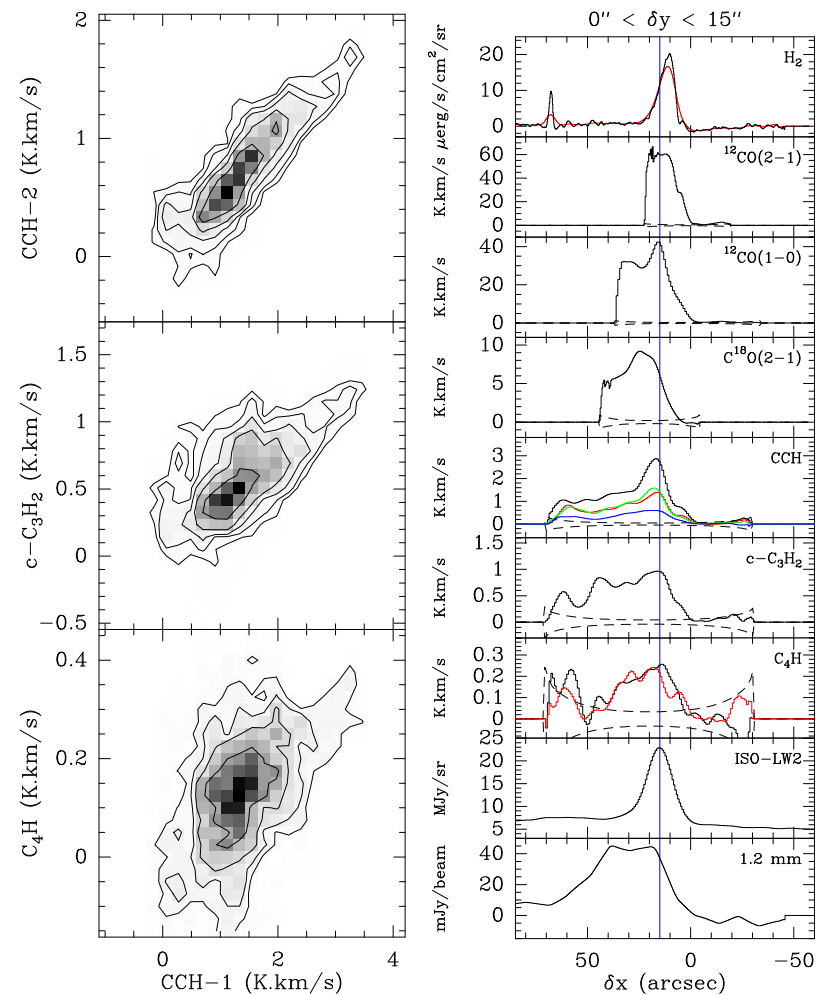 2
1
0
CCH-2 (K.km/s)
1.5
1
0.5
0
-0.5
c-C₃H₂ (K.km/s)
0.4
0.2
0
C₄H (K.km/s)
0 2 4
CCH-1 (K.km/s)
0'' < δy < 15''
20
10
0
μerg/s/cm²/sr
H₂
60
40
20
0
K.km/s
¹²CO(2-1)
40
20
0
K.km/s
¹²CO(1-0)
10
5
0
K.km/s
C¹⁸O(2-1)
3
2
1
0
K.km/s
CCH
1.5
1
0.5
0
K.km/s
c-C₃H₂
0.3
0.2
0.1
0
K.km/s
C₄H
25
20
15
10
5
MJy/sr
ISO-LW2
40
20
0
mJy/beam
1.2 mm
50 0 -50
δx (arcsec)